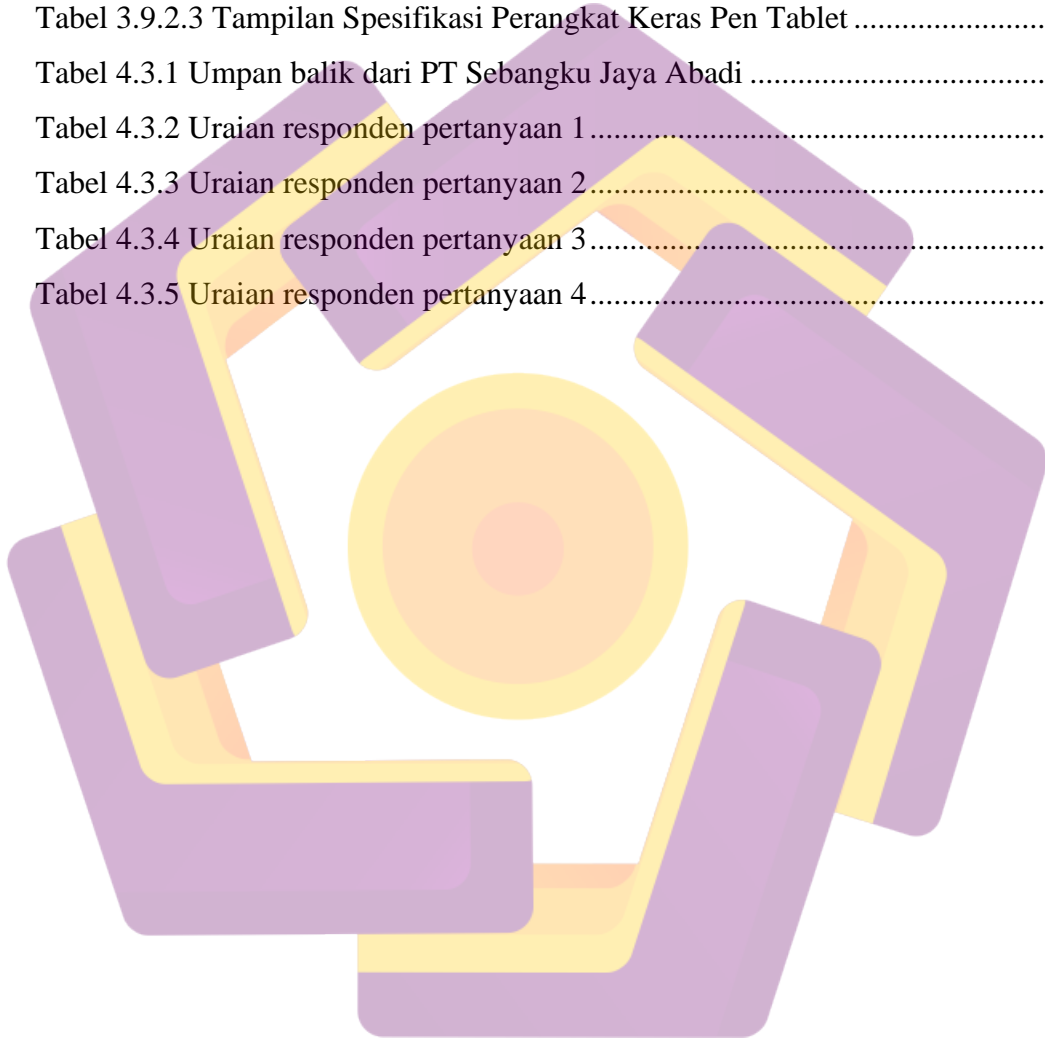 Tabel 3.9.2.3 Tampilan Spesifikasi Perangkat Keras Pen Tablet ........................
Tabel 4.3.1 Umpan balik dari PT Sebangku Jaya Abadi .....................................
Tabel 4.3.2 Uraian responden pertanyaan 1 .........................................................
Tabel 4.3.3 Uraian responden pertanyaan 2 .........................................................
Tabel 4.3.4 Uraian responden pertanyaan 3 .........................................................
Tabel 4.3.5 Uraian responden pertanyaan 4 .........................................................